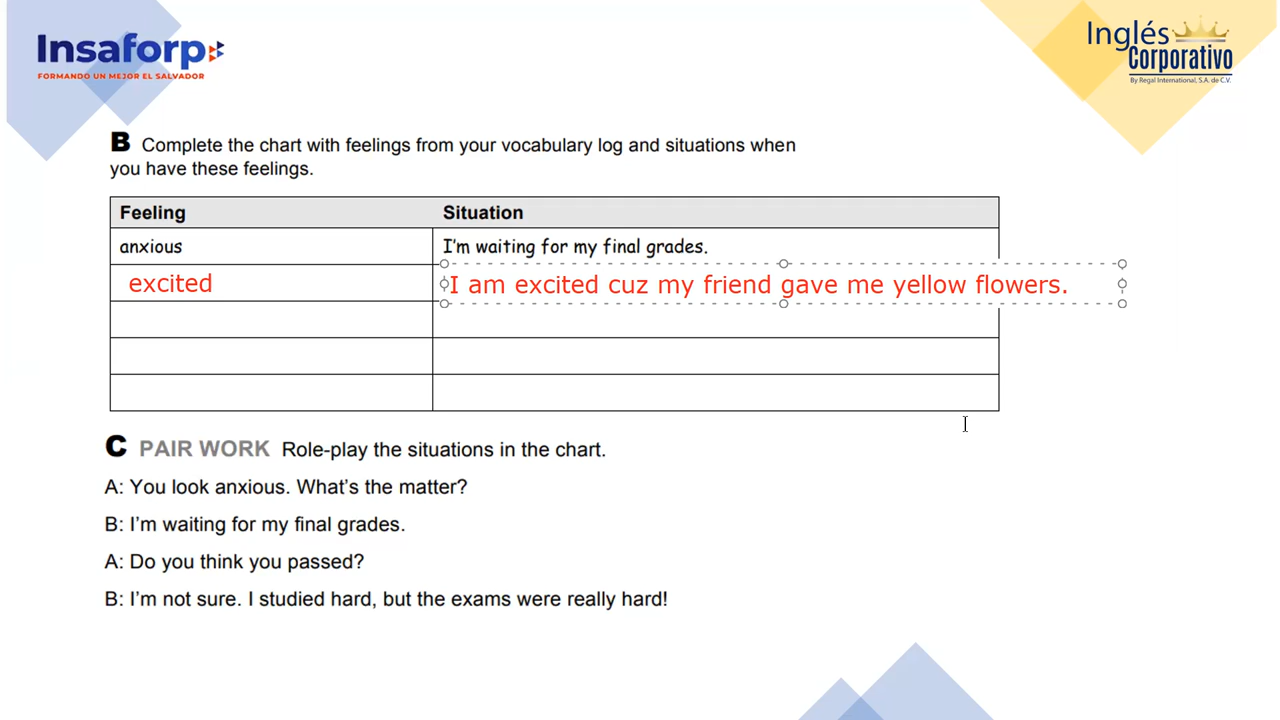 Insaforp
FORMANDO UN MEJOR EL SALVADOR
Inglés
Corporativo
By Regal International, S.A. de C.V.
B Complete the chart with feelings from your vocabulary log and situations when
you have these feelings.
Feeling Situation
anxious I'm waiting for my final grades.
excited I am excited cuz my friend gave me yellow flowers.
C PAIR WORK Role-play the situations in the chart.
A: You look anxious. What's the matter?
B: I'm waiting for my final grades.
A: Do you think you passed?
B: I'm not sure. I studied hard, but the exams were really hard!